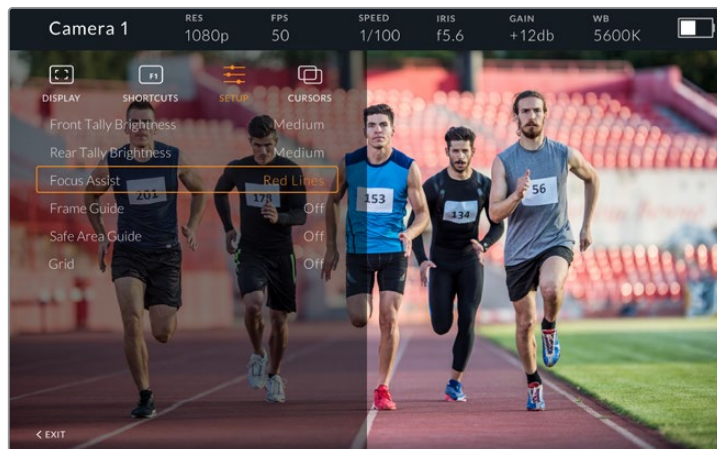 Camera 1
RES
1080p
FPS
50
SPEED
1/100
IRIS
f5.6
GAIN
+12db
WB
5600K
DISPLAY
F1
SHORTCUTS
SETUP
CURSORS
Front Tally Brightness Medium
Rear Tally Brightness Medium
Focus Assist Red Lines
Frame Guide Off
Safe Area Guide Off
Grid Off
201
178
153
134
56
< EXIT